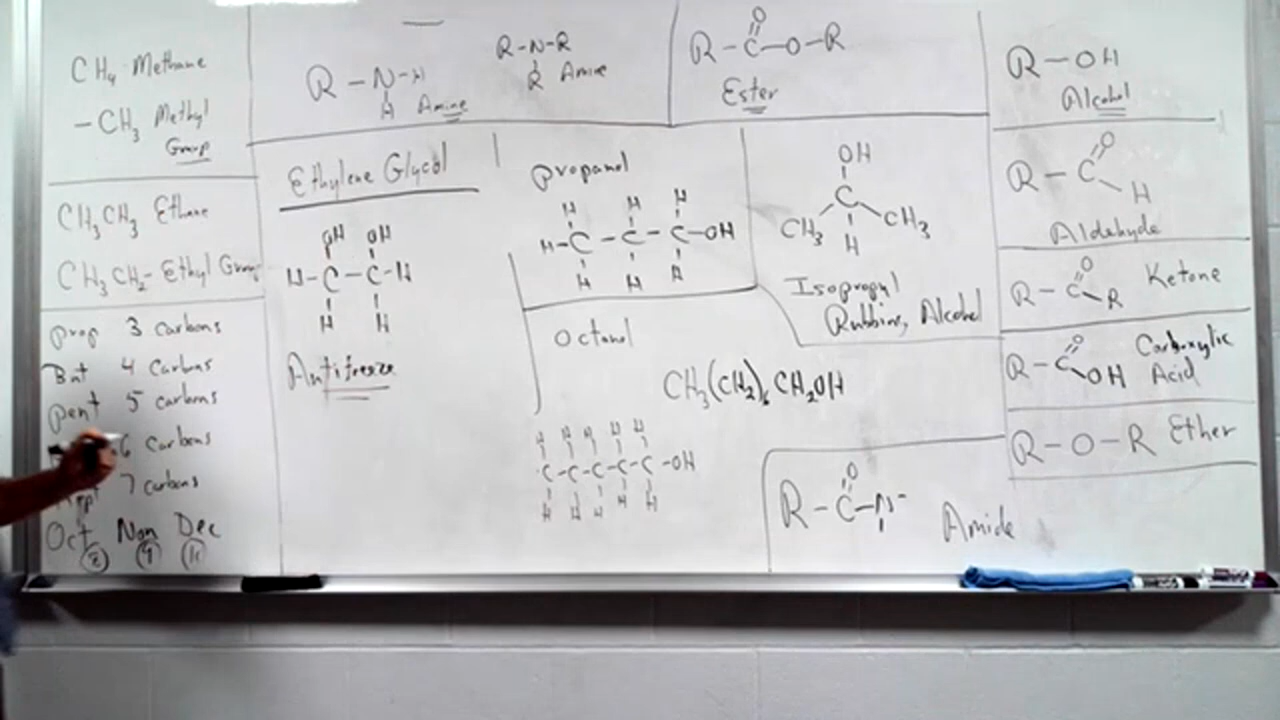 CH4 Methane
-CH3 Methyl
Group
CH3CH3 Ethane
CH3CH2- Ethyl Group
Prop 3 carbons
But 4 Carbons
pent 5 carbons
6 carbons
7 carbons
Oct Non Dec
R-N-H
H
Amine
R-N-R
R
Amine
O
R-C-O-R
Ester
Ethylene Glycol
OH OH
H-C-C-H
H H
Antifreeze
Propanol
H H H
H-C-C-C-OH
H H H
Octanol
CH3(CH2)6CH2OH
H H H H H
C-C-C-C-C-OH
H H H H H
OH
C
CH3 CH3
H
Isopropyl
Rubbing Alcohol
O
R-C-N-
Amide
R-OH
Alcohol
O
R-C
H
Aldehyde
O
R-C
R
Ketone
O
R-C
OH
Carboxylic
Acid
R-O-R Ether